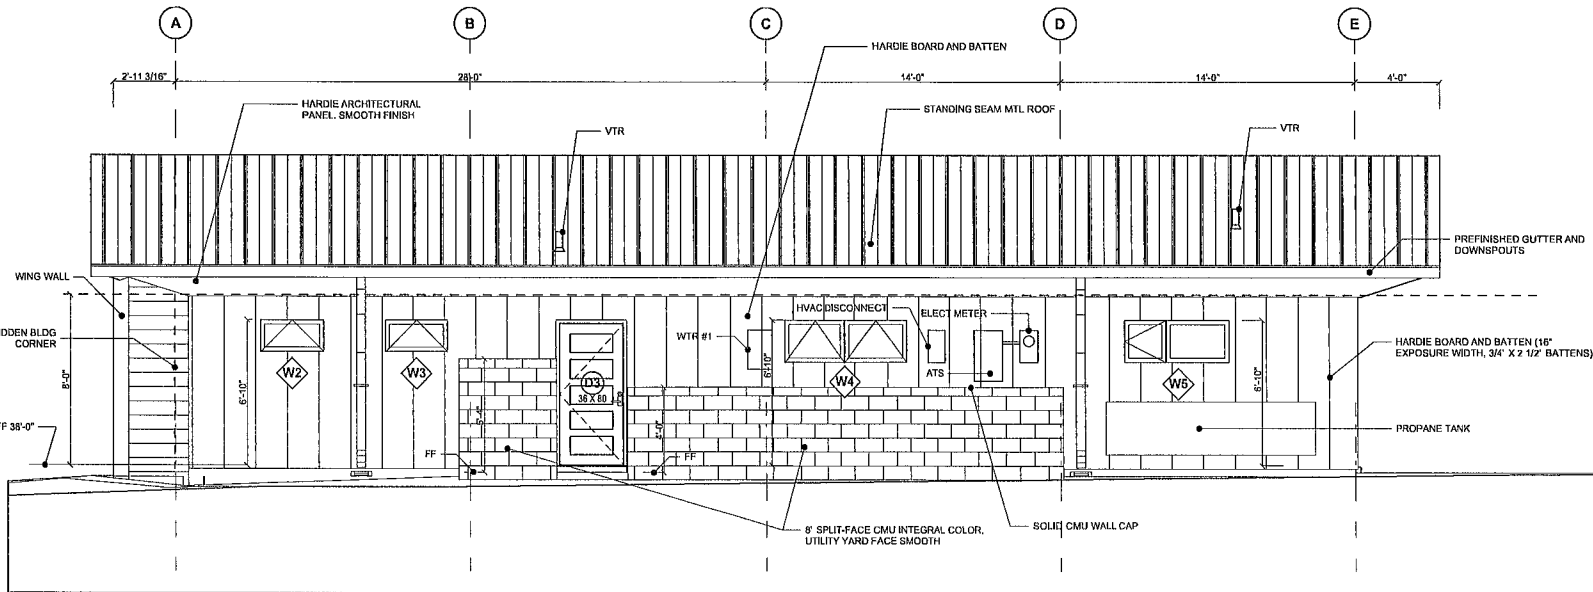 A
B
C
D
E
2'-11 3/16"
28'-0"
14'-0"
14'-0"
4'-0"
HARDIE BOARD AND BATTEN
HARDIE ARCHITECTURAL
PANEL. SMOOTH FINISH
STANDING SEAM MTL ROOF
VTR
VTR
PREFINISHED GUTTER AND
DOWNSPOUTS
WING WALL
IDDEN BLDG
CORNER
HVAC DISCONNECT
ELECT METER
WTR #1
ATS
HARDIE BOARD AND BATTEN (16"
EXPOSURE WIDTH, 3/4' X 2 1/2' BATTENS)
8'-0"
6'-10"
W2
W3
D3
36 X 80
6'-10"
W4
W5
6'-10"
4'-0"
PROPANE TANK
FF 38'-0"
FF
FF
SOLID CMU WALL CAP
8' SPLIT-FACE CMU INTEGRAL COLOR,
UTILITY YARD FACE SMOOTH